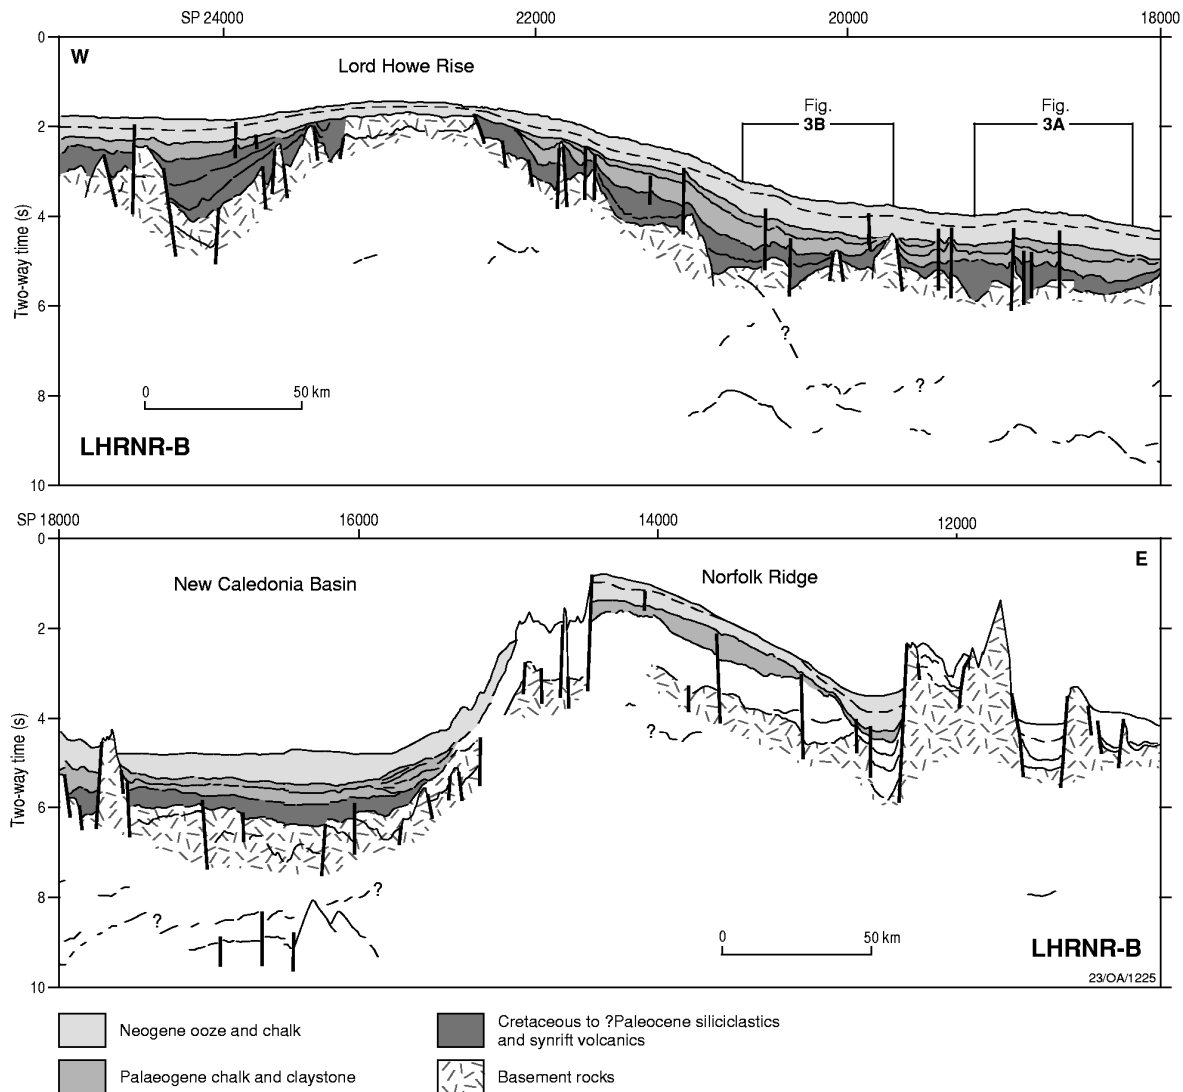 SP 24000 22000 20000 18000
0
W
Lord Howe Rise
Fig.
3B
Fig.
3A
2
4
Two-way time (s)
6
?
8
?
0 50 km
LHRNR-B
10
SP 18000 16000 14000 12000
0
E
New Caledonia Basin
Norfolk Ridge
2
4
?
Two-way time (s)
6
8
?
?
0 50 km
LHRNR-B
23/OA/1225
10
Neogene ooze and chalk
Cretaceous to ?Paleocene siliciclastics
and synrift volcanics
Palaeogene chalk and claystone
Basement rocks